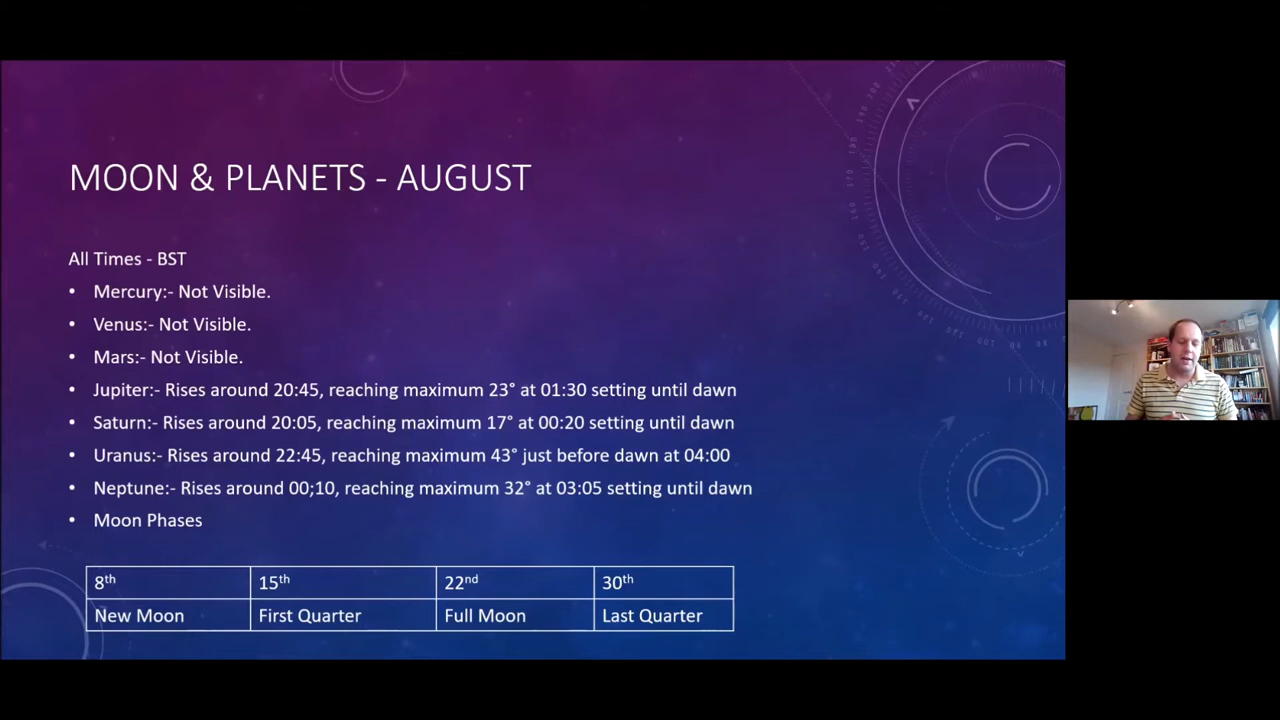 MOON & PLANETS - AUGUST
All Times - BST
• Mercury:- Not Visible.
• Venus:- Not Visible.
• Mars:- Not Visible.
• Jupiter:- Rises around 20:45, reaching maximum 23° at 01:30 setting until dawn
• Saturn:- Rises around 20:05, reaching maximum 17° at 00:20 setting until dawn
• Uranus:- Rises around 22:45, reaching maximum 43° just before dawn at 04:00
• Neptune:- Rises around 00;10, reaching maximum 32° at 03:05 setting until dawn
• Moon Phases
8th 15th 22nd 30th
New Moon First Quarter Full Moon Last Quarter